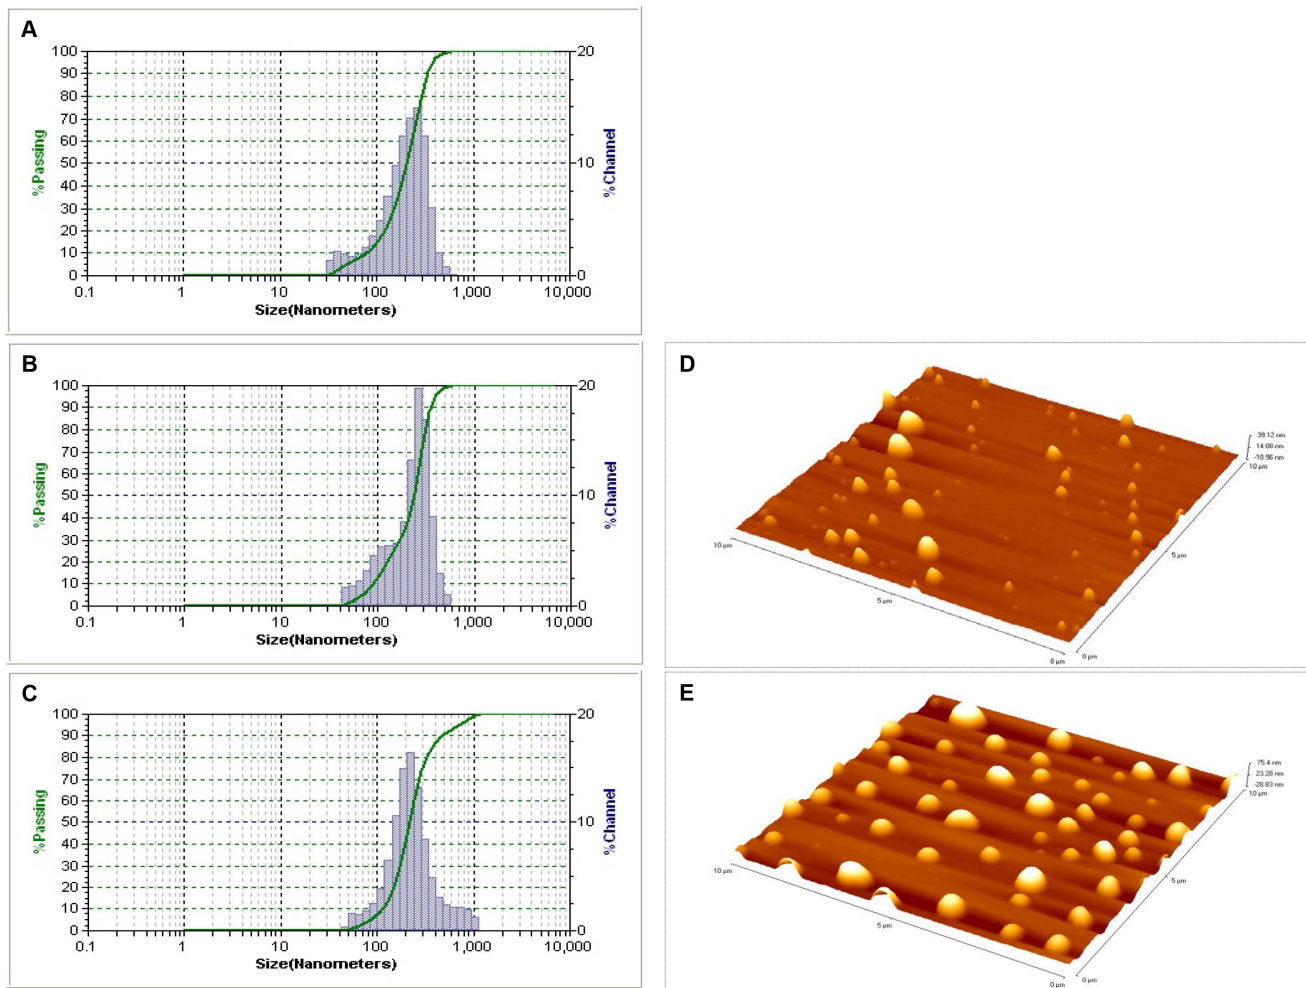 A
100
90
80
70
60
50
40
30
20
10
0
20
10
0
%Passing
%Channel
0.1 1 10 100 1,000 10,000
Size(Nanometers)
B
100
90
80
70
60
50
40
30
20
10
0
20
10
0
%Passing
%Channel
0.1 1 10 100 1,000 10,000
Size(Nanometers)
C
100
90
80
70
60
50
40
30
20
10
0
20
10
0
%Passing
%Channel
0.1 1 10 100 1,000 10,000
Size(Nanometers)
D
39.12 nm
14.08 nm
-10.96 nm
10 µm
10 µm
5 µm
5 µm
0 µm
0 µm
E
75.4 nm
23.28 nm
-28.83 nm
10 µm
10 µm
5 µm
5 µm
0 µm
0 µm